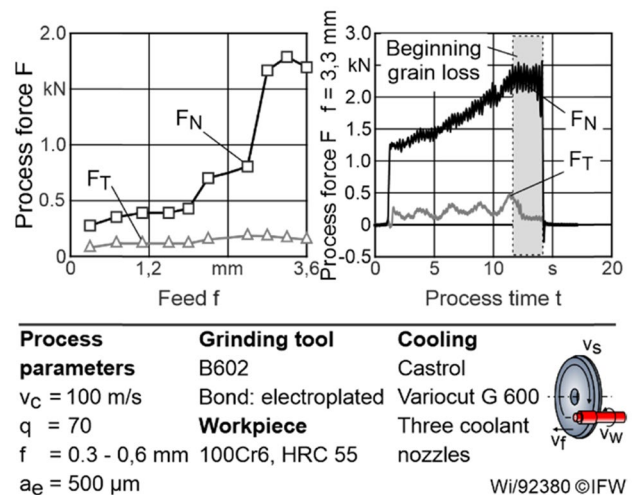 Process force F
2.0
kN
1.0
0.5
0
F_N
F_T
0 1,2 mm 3,6
Feed f
Process force F f = 3,3 mm
3.0
kN
2.0
1.5
1.0
0.5
0.0
-0.5
Beginning
grain loss
F_N
F_T
0 5 10 s 20
Process time t
Process
parameters
v_c = 100 m/s
q = 70
f = 0.3 - 0,6 mm
a_e = 500 µm
Grinding tool
B602
Bond: electroplated
Workpiece
100Cr6, HRC 55
Cooling
Castrol
Variocut G 600
Three coolant
nozzles
v_s
v_w
v_f
Wi/92380 ©IFW